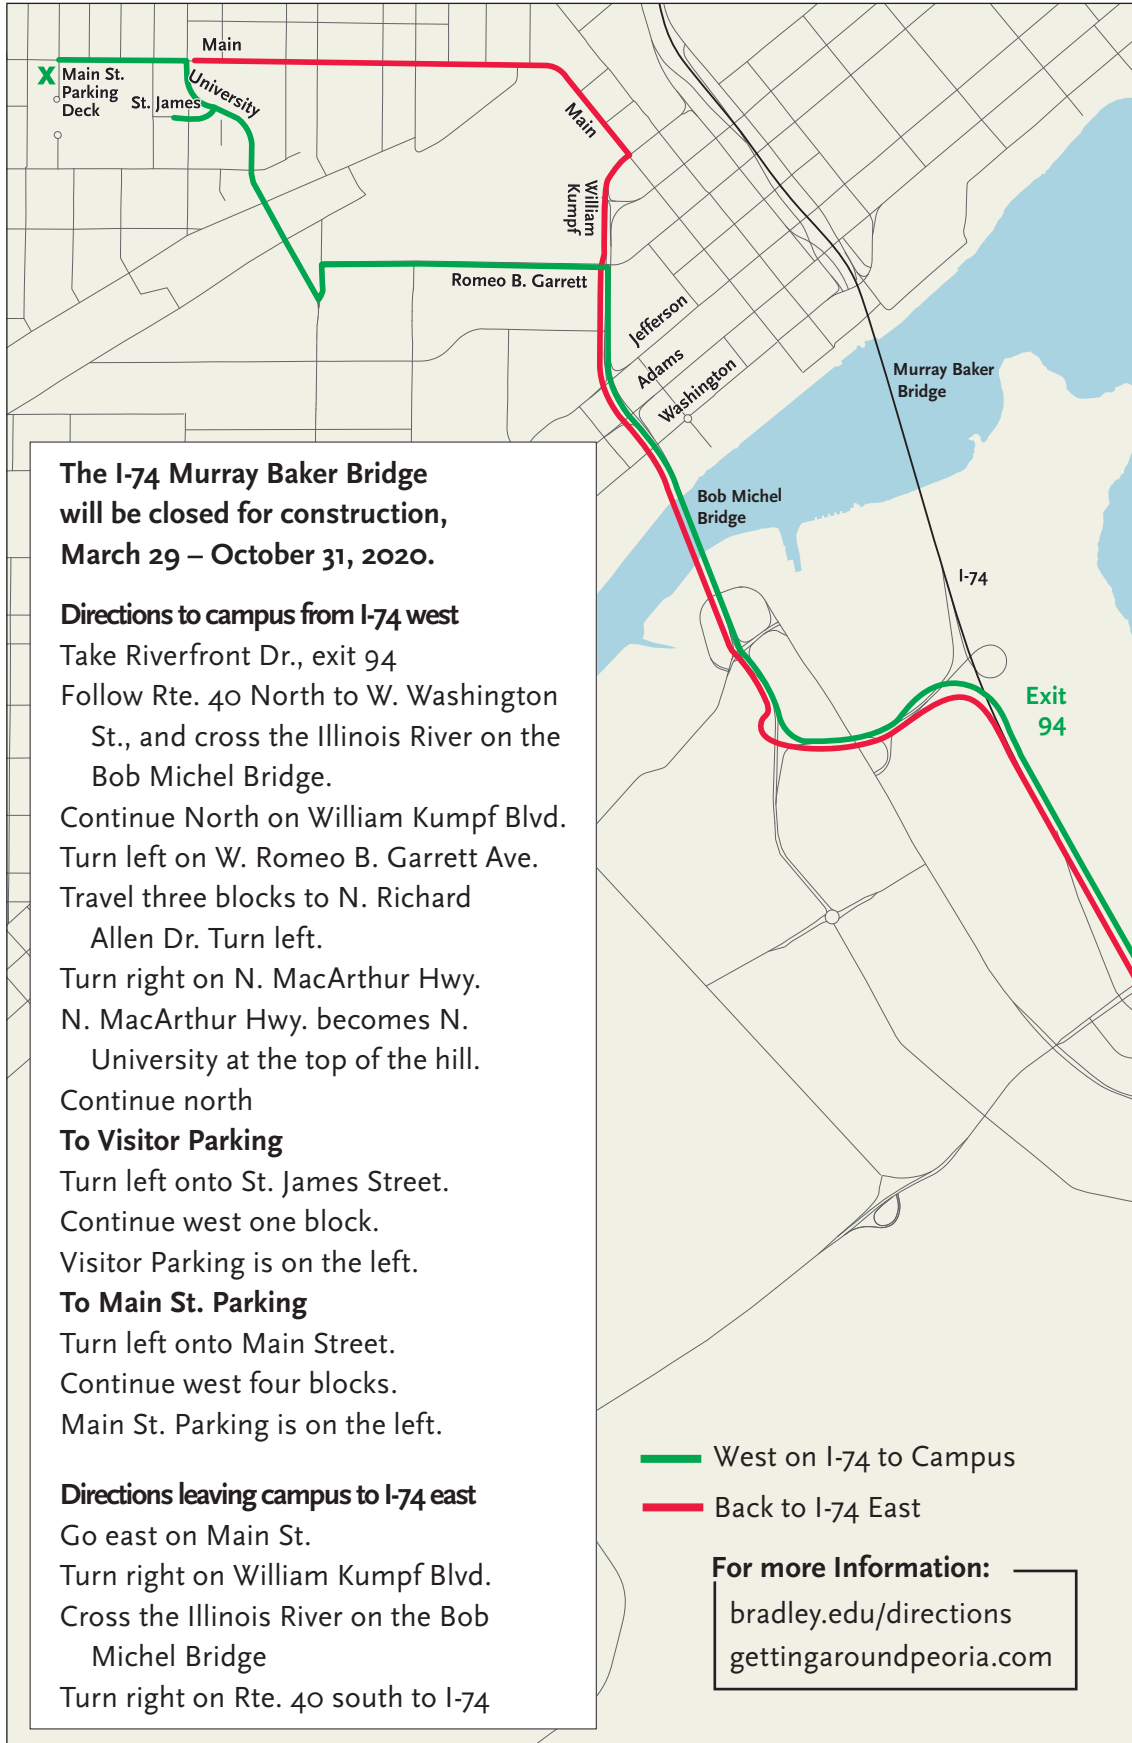 Main
X Main St.
Parking
Deck
University
St. James
Main
William
Kumpf
Romeo B. Garrett
Jefferson
Adams
Washington
Murray Baker
Bridge
Bob Michel
Bridge
I-74
Exit
94
The I-74 Murray Baker Bridge
will be closed for construction,
March 29 – October 31, 2020.
Directions to campus from I-74 west
Take Riverfront Dr., exit 94
Follow Rte. 40 North to W. Washington
St., and cross the Illinois River on the
Bob Michel Bridge.
Continue North on William Kumpf Blvd.
Turn left on W. Romeo B. Garrett Ave.
Travel three blocks to N. Richard
Allen Dr. Turn left.
Turn right on N. MacArthur Hwy.
N. MacArthur Hwy. becomes N.
University at the top of the hill.
Continue north
To Visitor Parking
Turn left onto St. James Street.
Continue west one block.
Visitor Parking is on the left.
To Main St. Parking
Turn left onto Main Street.
Continue west four blocks.
Main St. Parking is on the left.
Directions leaving campus to I-74 east
Go east on Main St.
Turn right on William Kumpf Blvd.
Cross the Illinois River on the Bob
Michel Bridge
Turn right on Rte. 40 south to I-74
West on I-74 to Campus
Back to I-74 East
For more Information:
bradley.edu/directions
gettingaroundpeoria.com